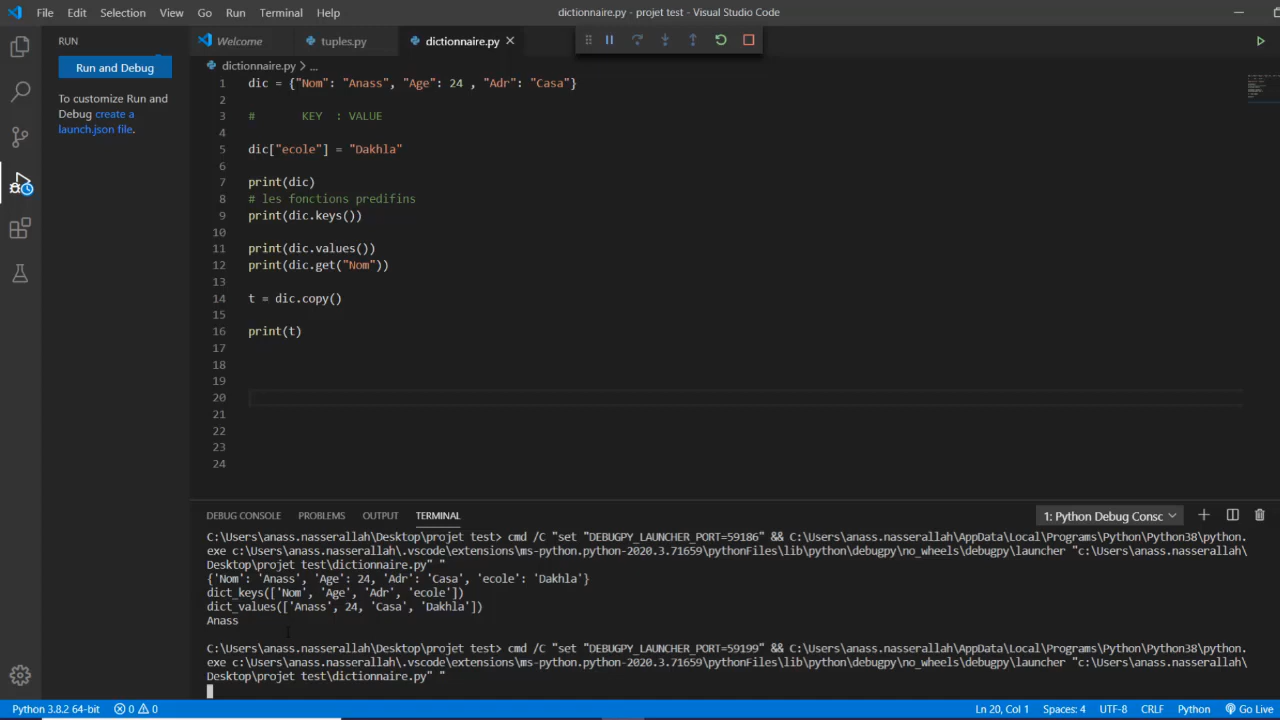 File Edit Selection View Go Run Terminal Help dictionnaire.py - projet test - Visual Studio Code
RUN
Run and Debug
To customize Run and
Debug create a
launch.json file.
Welcome tuples.py dictionnaire.py
dictionnaire.py > ...
1 dic = {"Nom": "Anass", "Age": 24 , "Adr": "Casa"}
2
3 # KEY : VALUE
4
5 dic["ecole"] = "Dakhla"
6
7 print(dic)
8 # les fonctions predifins
9 print(dic.keys())
10
11 print(dic.values())
12 print(dic.get("Nom"))
13
14 t = dic.copy()
15
16 print(t)
17
18
19
20
21
22
23
24
DEBUG CONSOLE PROBLEMS OUTPUT TERMINAL 1: Python Debug Consc
C:\Users\anass.nasserallah\Desktop\projet test> cmd /C "set "DEBUGPY_LAUNCHER_PORT=59186" && C:\Users\anass.nasserallah\AppData\Local\Programs\Python\Python38\python.
exe c:\Users\anass.nasserallah\.vscode\extensions\ms-python.python-2020.3.71659\pythonFiles\lib\python\debugpy\no_wheels\debugpy\launcher "c:\Users\anass.nasserallah\
Desktop\projet test\dictionnaire.py" "
{'Nom': 'Anass', 'Age': 24, 'Adr': 'Casa', 'ecole': 'Dakhla'}
dict_keys(['Nom', 'Age', 'Adr', 'ecole'])
dict_values(['Anass', 24, 'Casa', 'Dakhla'])
Anass
C:\Users\anass.nasserallah\Desktop\projet test> cmd /C "set "DEBUGPY_LAUNCHER_PORT=59199" && C:\Users\anass.nasserallah\AppData\Local\Programs\Python\Python38\python.
exe c:\Users\anass.nasserallah\.vscode\extensions\ms-python.python-2020.3.71659\pythonFiles\lib\python\debugpy\no_wheels\debugpy\launcher "c:\Users\anass.nasserallah\
Desktop\projet test\dictionnaire.py" "
Python 3.8.2 64-bit 0 0 Ln 20, Col 1 Spaces: 4 UTF-8 CRLF Python Go Live